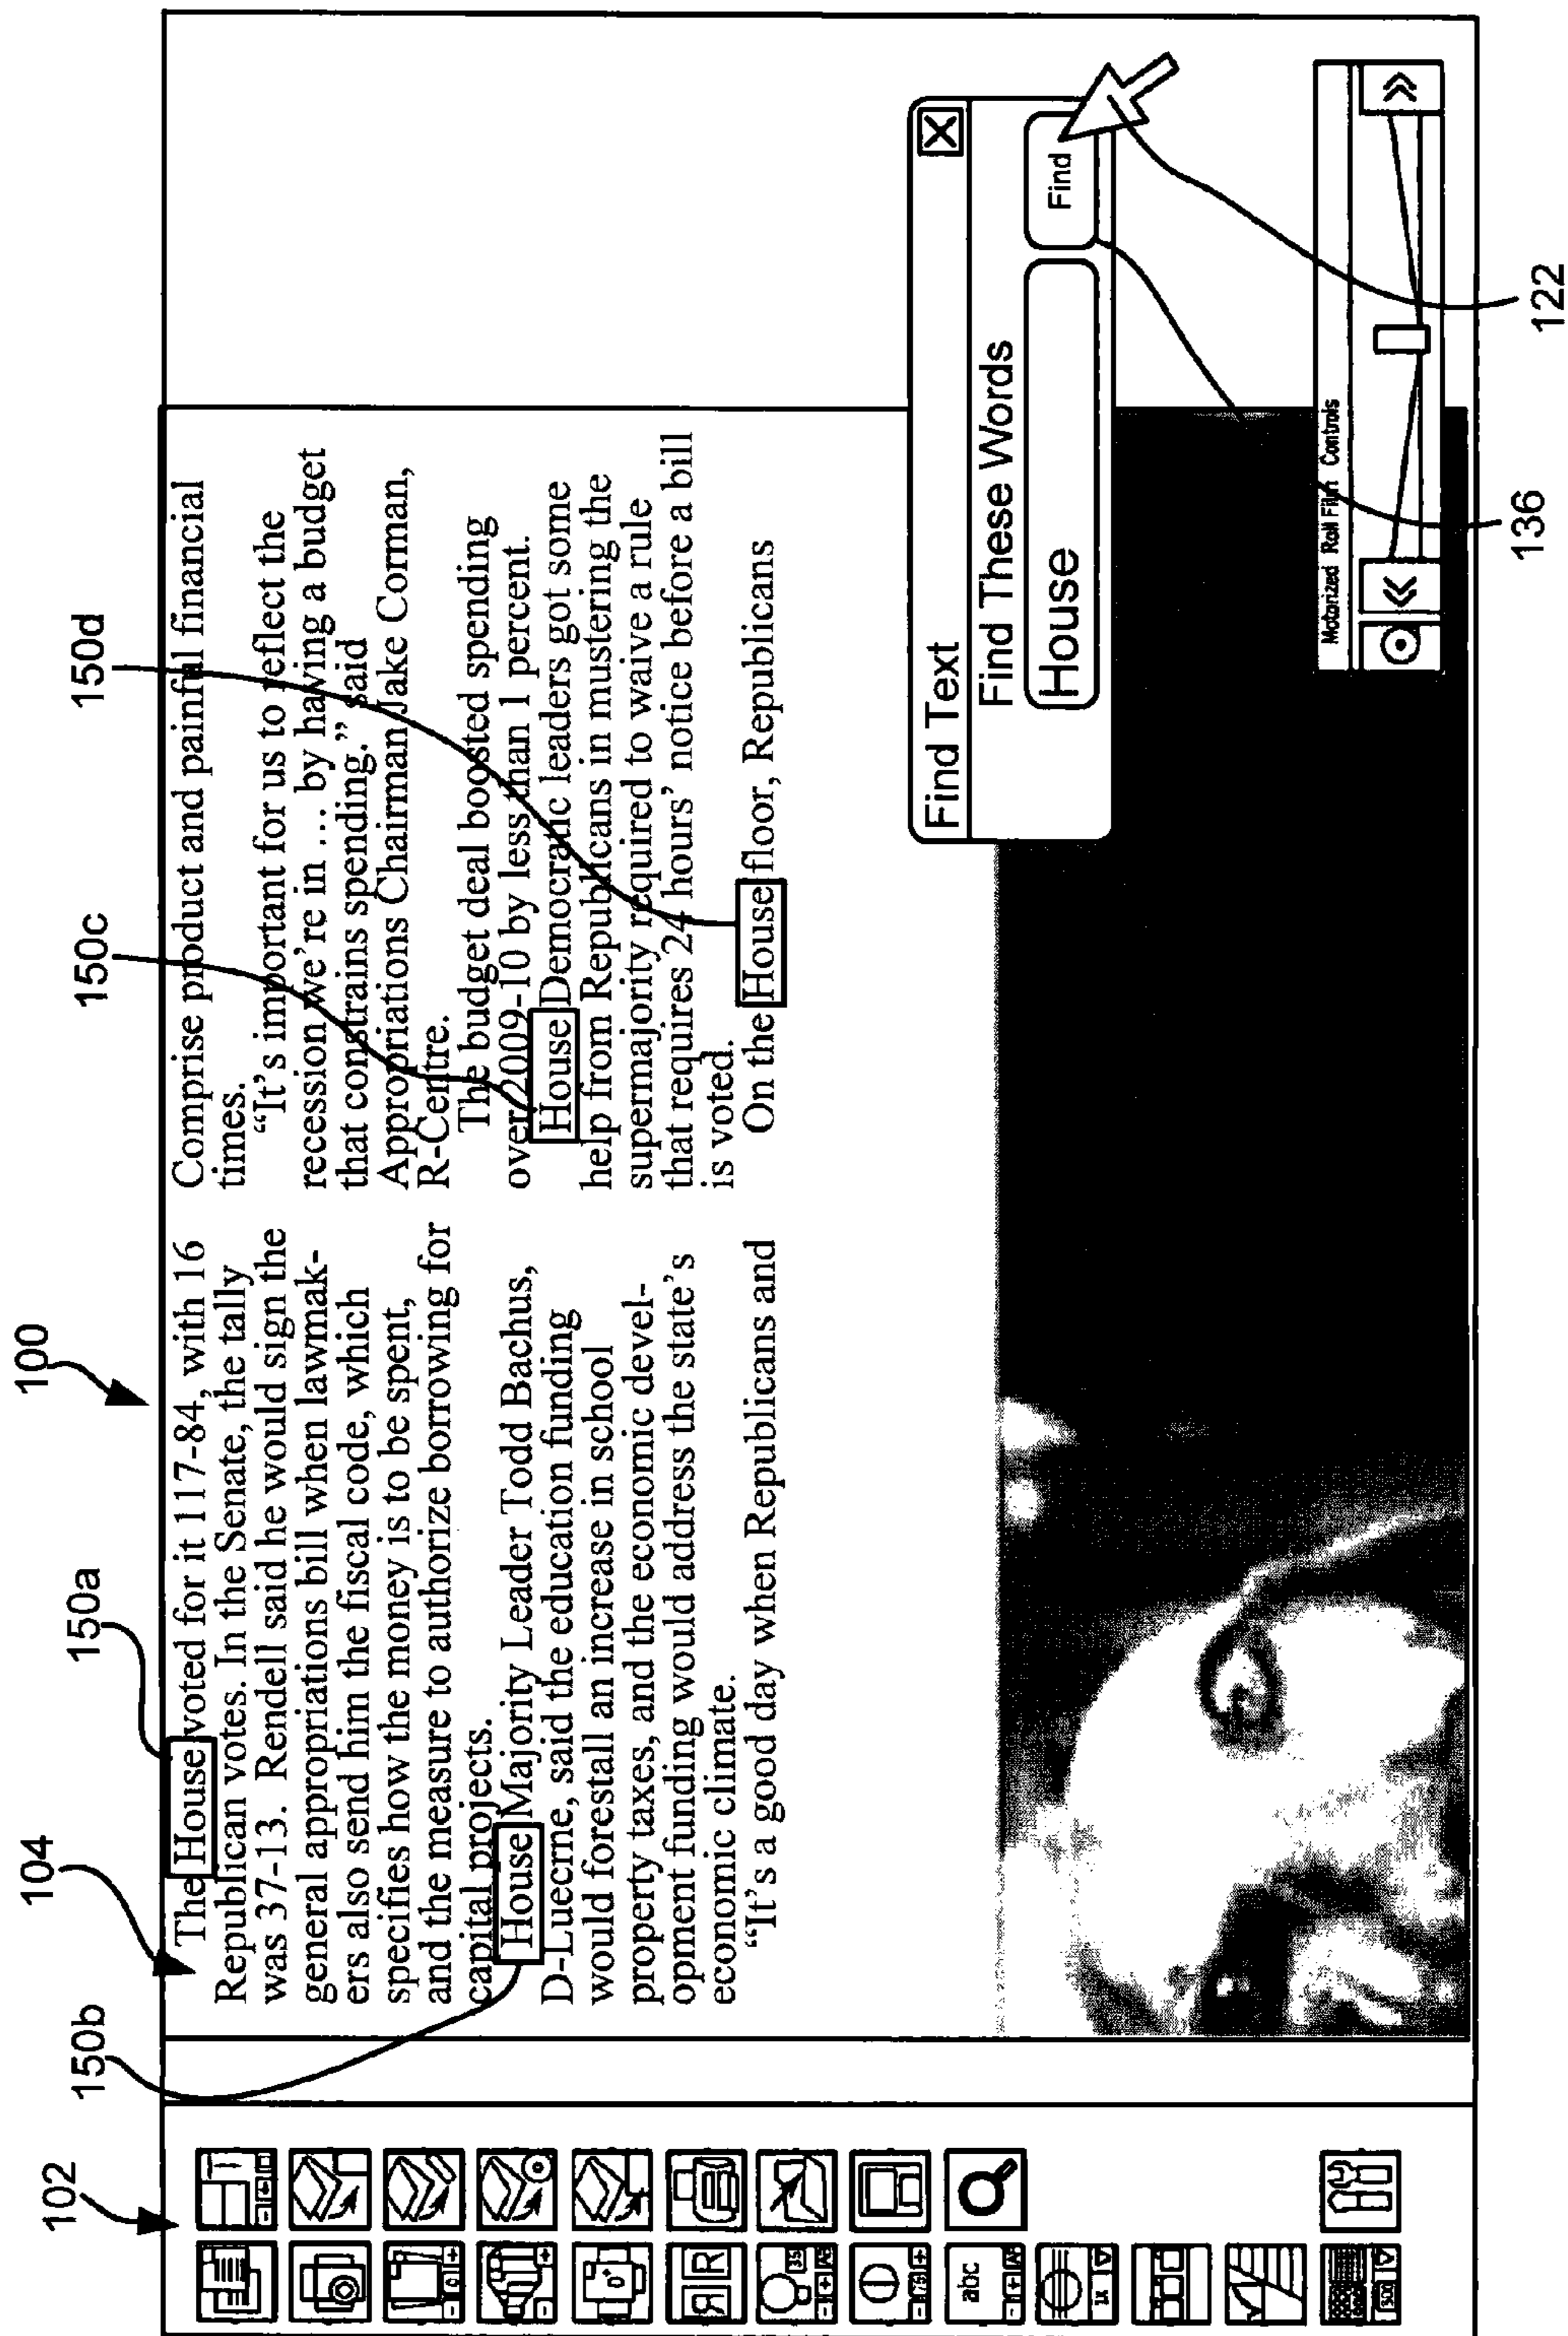 100
102
104
150a
150b
150c
150d
The House voted for it 117-84, with 16
Republican votes. In the Senate, the tally
was 37-13. Rendell said he would sign the
general appropriations bill when lawmak-
ers also send him the fiscal code, which
specifies how the money is to be spent,
and the measure to authorize borrowing for
capital projects.
House Majority Leader Todd Bachus,
D-Luecrne, said the education funding
would forestall an increase in school
property taxes, and the economic devel-
opment funding would address the state's
economic climate.
“It's a good day when Republicans and
Comprise product and painful financial
times.
“It's important for us to reflect the
recession we're in ... by having a budget
that constrains spending.” said
Appropriations Chairman Jake Corman,
R-Centre.
The budget deal boosted spending
over 2009-10 by less than 1 percent.
House Democratic leaders got some
help from Republicans in mustering the
supermajority required to waive a rule
that requires 24 hours' notice before a bill
is voted.
On the House floor, Republicans
Find Text
Find These Words
House
Find
Motorized Roll Film Controls
136
122
abc
R R
35
1X